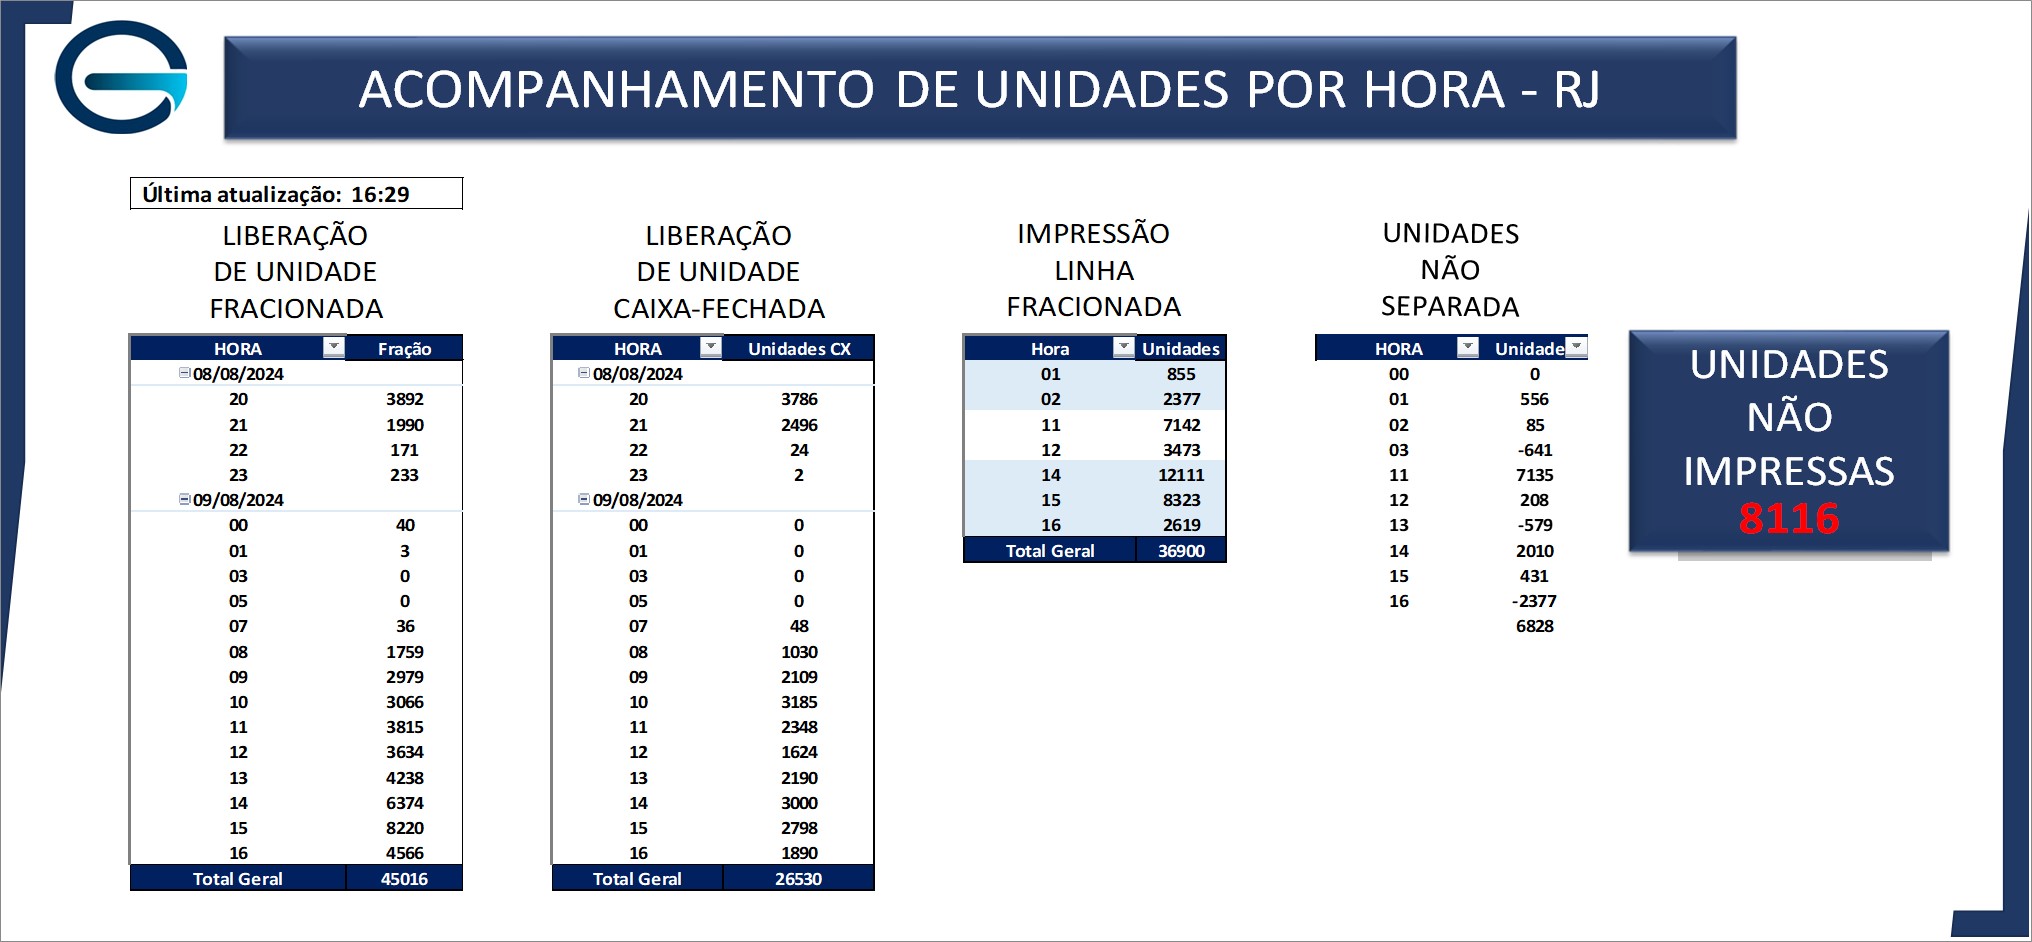 ACOMPANHAMENTO DE UNIDADES POR HORA - RJ
Última atualização: 16:29
LIBERAÇÃO
DE UNIDADE
FRACIONADA
HORA Fração
08/08/2024
20 3892
21 1990
22 171
23 233
09/08/2024
00 40
01 3
03 0
05 0
07 36
08 1759
09 2979
10 3066
11 3815
12 3634
13 4238
14 6374
15 8220
16 4566
Total Geral 45016
LIBERAÇÃO
DE UNIDADE
CAIXA-FECHADA
HORA Unidades CX
08/08/2024
20 3786
21 2496
22 24
23 2
09/08/2024
00 0
01 0
03 0
05 0
07 48
08 1030
09 2109
10 3185
11 2348
12 1624
13 2190
14 3000
15 2798
16 1890
Total Geral 26530
IMPRESSÃO
LINHA
FRACIONADA
Hora Unidades
01 855
02 2377
11 7142
12 3473
14 12111
15 8323
16 2619
Total Geral 36900
UNIDADES
NÃO
SEPARADA
HORA Unidade
00 0
01 556
02 85
03 -641
11 7135
12 208
13 -579
14 2010
15 431
16 -2377
6828
UNIDADES
NÃO
IMPRESSAS
8116